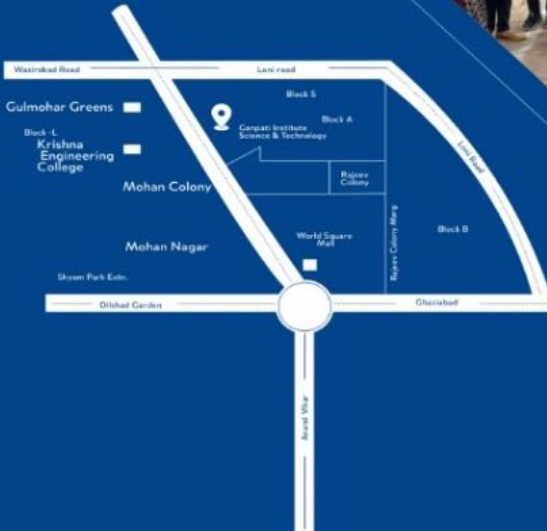 Wazirabad Road
Loni road
Block S
Gulmohar Greens
Block A
Ganpati Institute
Science & Technology
Block -L
Krishna
Engineering
College
Loni Road
Rajeev
Colony
Mohan Colony
Rajeev Colony Marg
Block B
World Square
Mall
Mohan Nagar
Shyam Park Extn.
Dilshad Garden
Ghaziabad
Anand Vihar